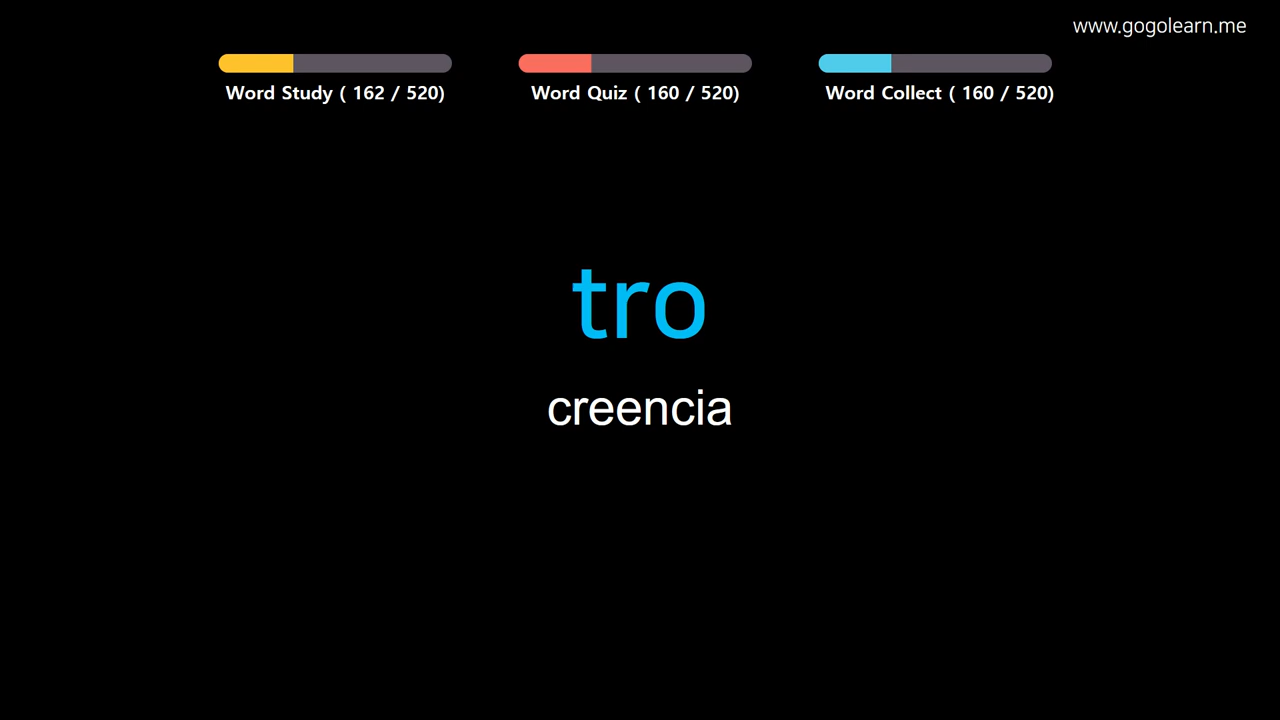 www.gogolearn.me
Word Study ( 162 / 520)
Word Quiz ( 160 / 520)
Word Collect ( 160 / 520)
tro
creencia